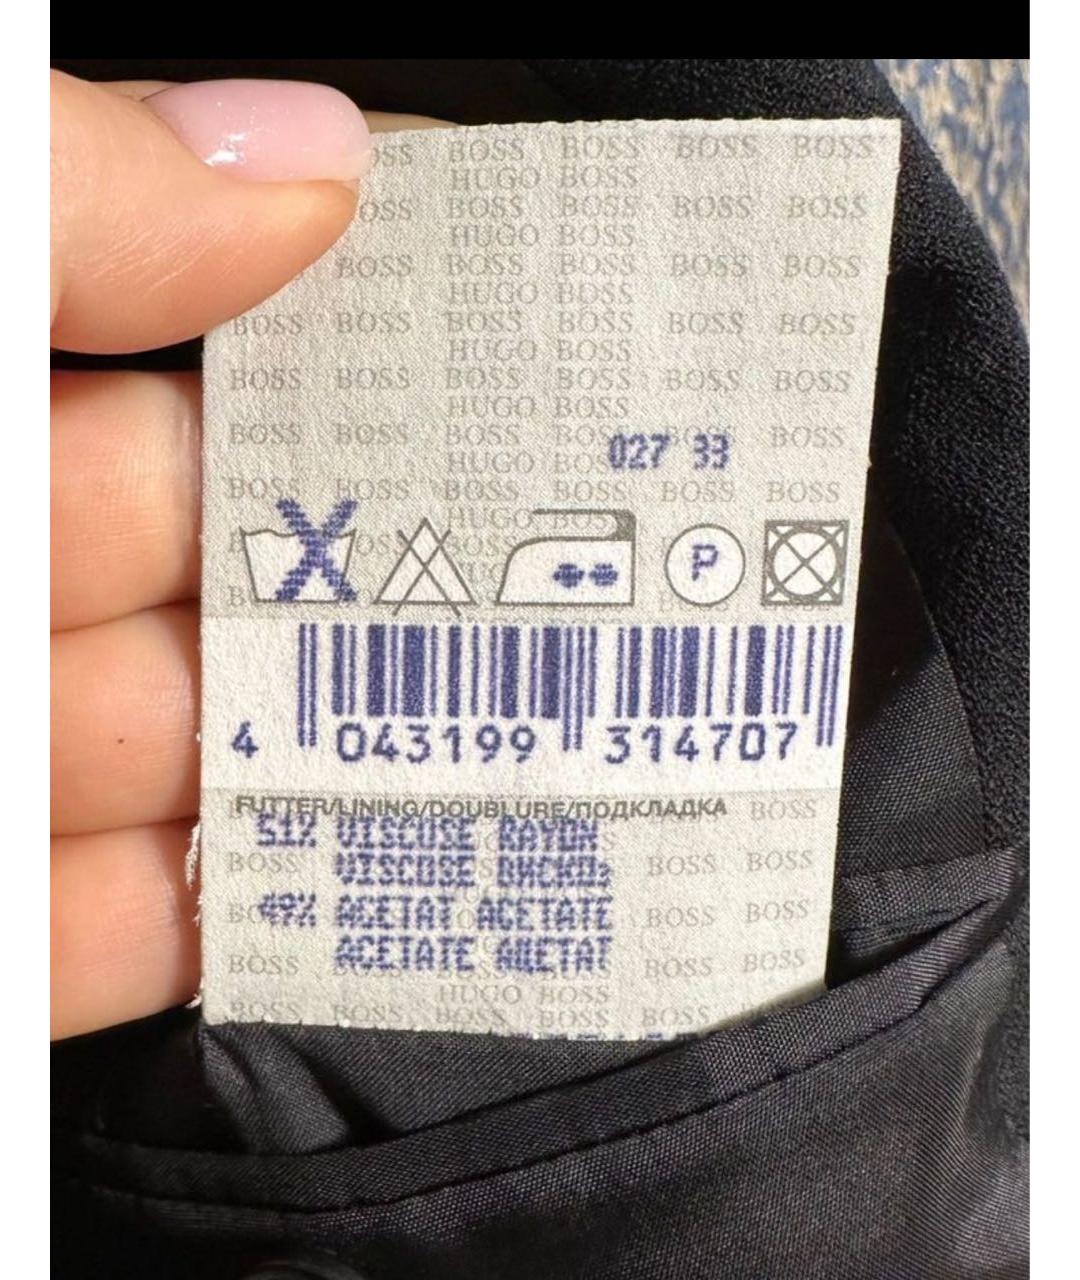 OSS BOSS BOSS BOSS BOSS
HUGO BOSS
OSS BOSS BOSS BOSS BOSS
HUGO BOSS
BOSS BOSS BOSS BOSS BOSS
HUGO BOSS
BOSS BOSS BOSS BOSS BOSS BOSS
HUGO BOSS
BOSS BOSS BOSS BOSS BOSS BOSS
HUGO BOSS
BOSS BOSS BOSS BOSS BOSS BOSS
027 33
HUGO BOS
BOSS BOSS BOSS BOSS BOSS BOSS
HUGO BOS
P
4 043199 314707
FUTTER/LINING/DOUBLURE/ПОДКЛАДКА BOSS
51% VISCOSE RAYON
BOSS VISCOSE ВИСКОЗ BOSS BOSS
49% ACETAT ACETATE BOSS BOSS
ACETATE АЦЕТАТ
BOSS BOSS BOSS
HUGO BOSS
BOSS BOSS BOSS BOSS BOSS